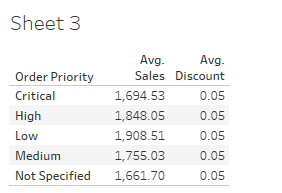 Sheet 3
Avg. Avg.
Order Priority Sales Discount
Critical 1,694.53 0.05
High 1,848.05 0.05
Low 1,908.51 0.05
Medium 1,755.03 0.05
Not Specified 1,661.70 0.05